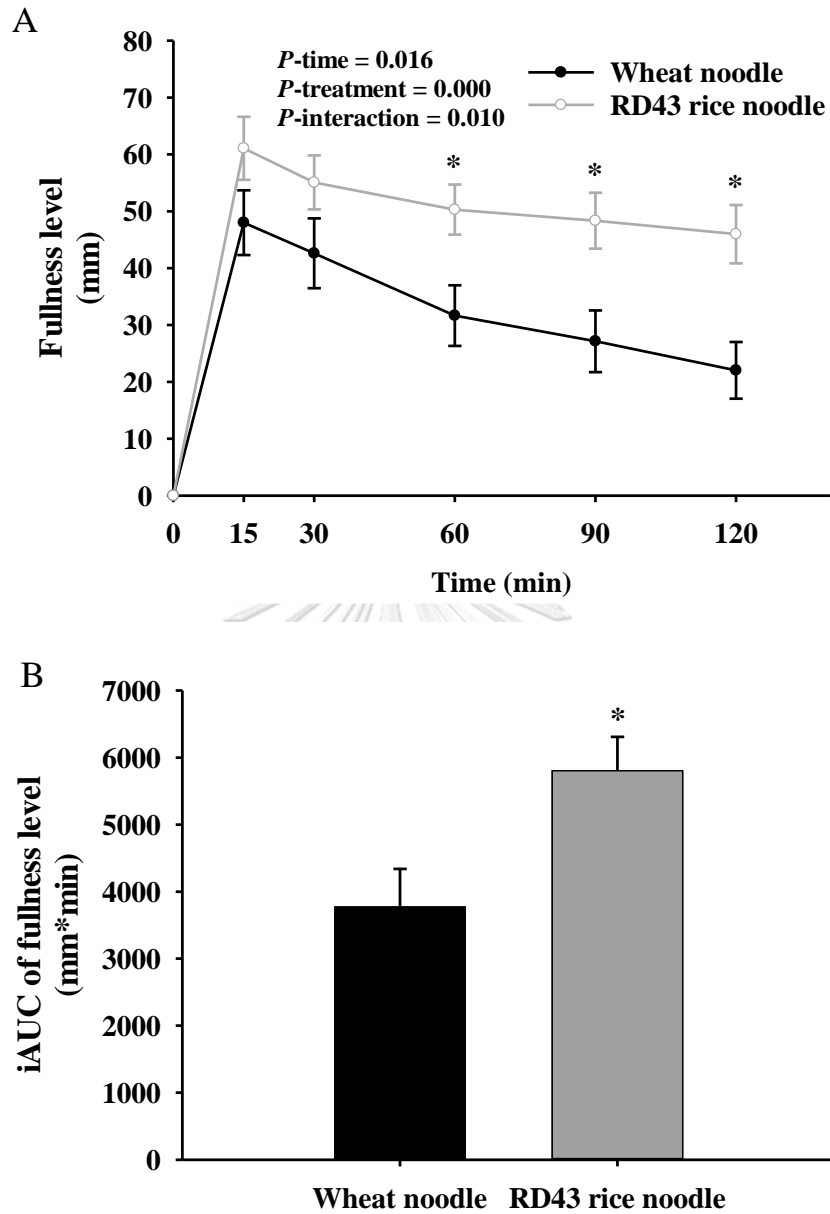 A
80
70
60
50
40
30
20
10
0
Fullness level
(mm)
P-time = 0.016
P-treatment = 0.000
P-interaction = 0.010
Wheat noodle
RD43 rice noodle
* * *
0 15 30 60 90 120
Time (min)
B
7000
6000
5000
4000
3000
2000
1000
0
iAUC of fullness level
(mm*min)
*
Wheat noodle RD43 rice noodle